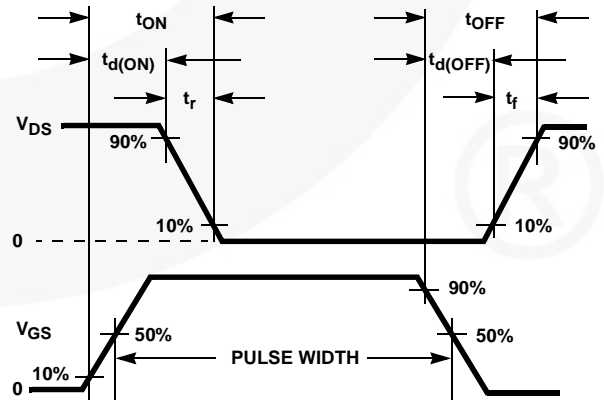 tON tOFF
td(ON) td(OFF)
tr tf
VDS
90% 90%
10% 10%
0
90%
VGS
50% 50%
PULSE WIDTH
10%
0
®